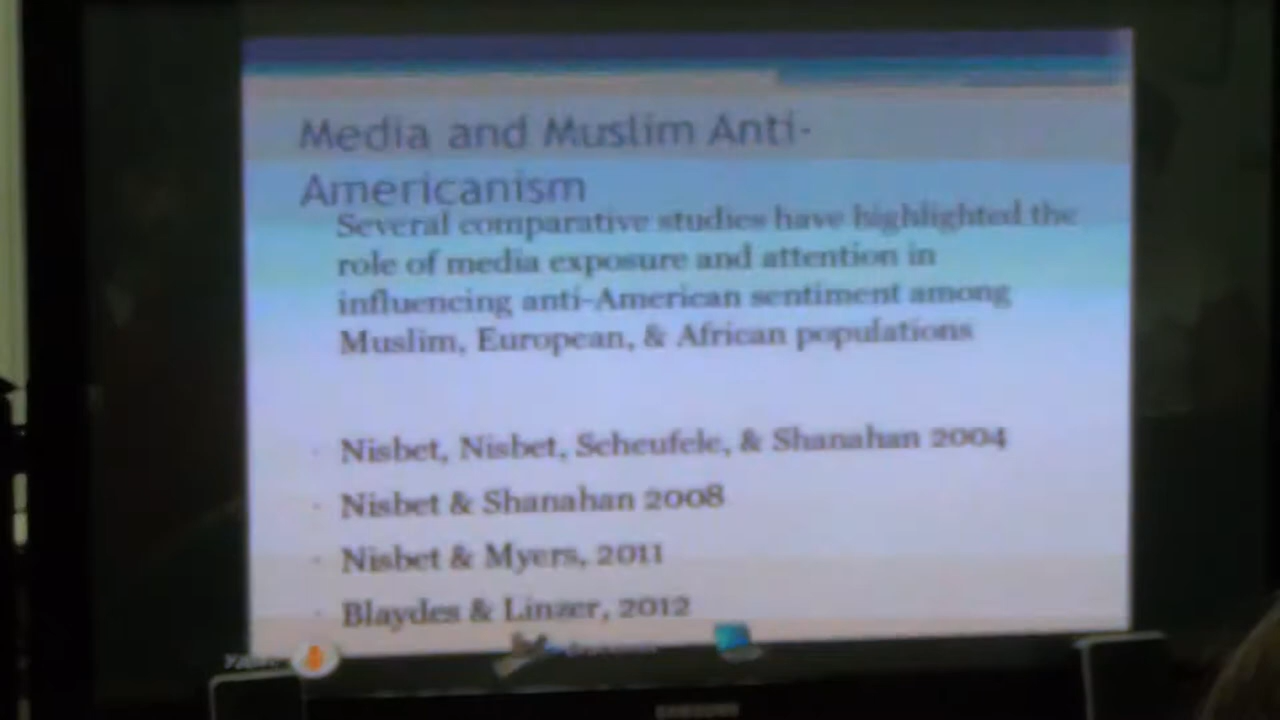 Media and Muslim Anti-
Americanism
Several comparative studies have highlighted the
role of media exposure and attention in
influencing anti-American sentiment among
Muslim, European, & African populations
· Nisbet, Nisbet, Scheufele, & Shanahan 2004
· Nisbet & Shanahan 2008
· Nisbet & Myers, 2011
· Blaydes & Linzer, 2012
SAMSUNG